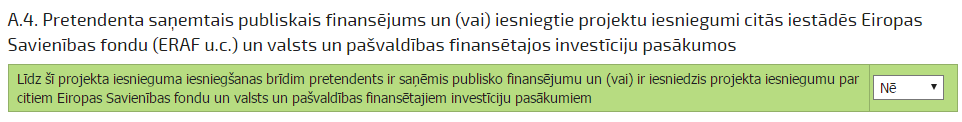 A.4. Pretendenta saņemtais publiskais finansējums un (vai) iesniegtie projektu iesniegumi citās iestādēs Eiropas
Savienības fondu (ERAF u.c.) un valsts un pašvaldības finansētajos investīciju pasākumos
Līdz šī projekta iesnieguma iesniegšanas brīdim pretendents ir saņēmis publisko finansējumu un (vai) ir iesniedzis projekta iesniegumu par
citiem Eiropas Savienības fondu un valsts un pašvaldības finansētajiem investīciju pasākumiem
Nē